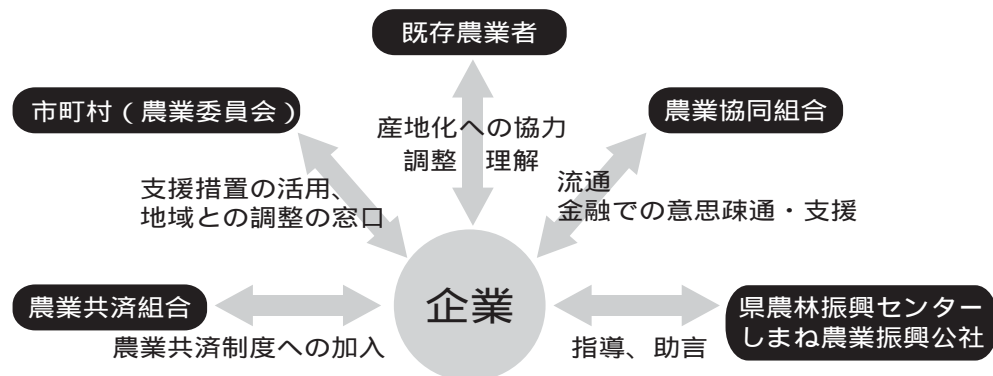 既存農業者
市町村（農業委員会）
農業協同組合
産地化への協力
調整　理解
支援措置の活用、
地域との調整の窓口
流通
金融での意思疎通・支援
農業共済組合
企業
県農林振興センター
しまね農業振興公社
農業共済制度への加入
指導、助言